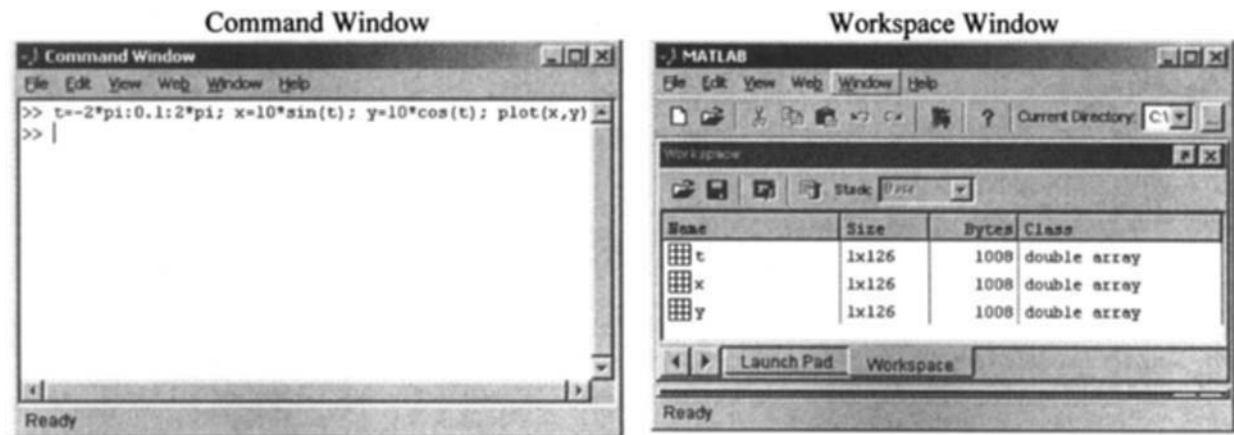 Command Window
Command Window
File Edit View Web Window Help
>> t=-2*pi:0.1:2*pi; x=10*sin(t); y=10*cos(t); plot(x,y)
>>
Ready
Workspace Window
MATLAB
File Edit View Web Window Help
? Current Directory: C:\
Workspace
Stack: Base
Name Size Bytes Class
t 1x126 1008 double array
x 1x126 1008 double array
y 1x126 1008 double array
Launch Pad Workspace
Ready